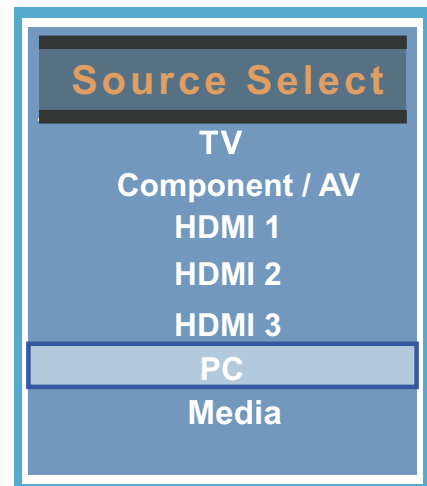 Source Select
TV
Component / AV
HDMI 1
HDMI 2
HDMI 3
PC
Media